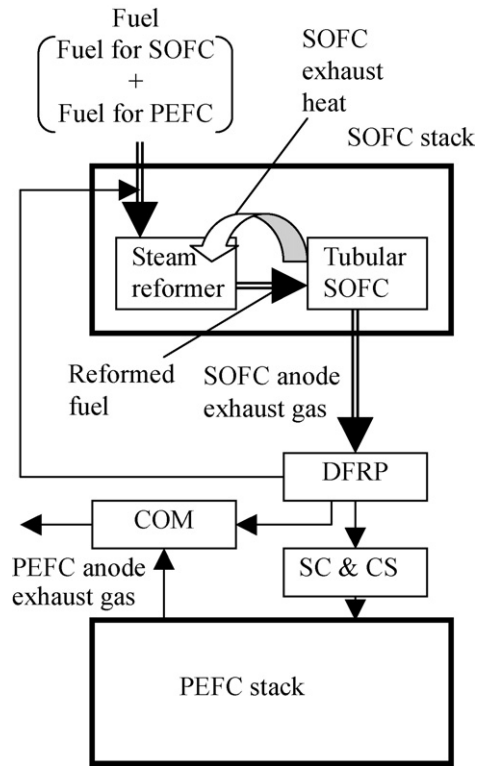 Fuel
Fuel for SOFC
+
Fuel for PEFC
SOFC
exhaust
heat
SOFC stack
Steam
reformer
Tubular
SOFC
Reformed
fuel
SOFC anode
exhaust gas
DFRP
COM
PEFC anode
exhaust gas
SC & CS
PEFC stack